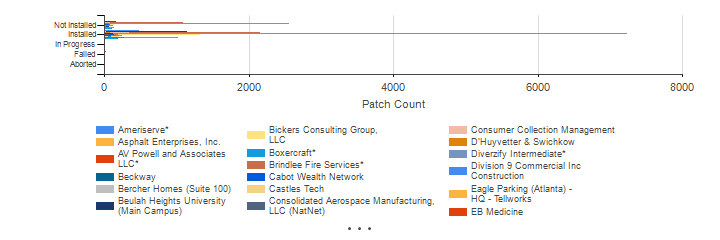 Not Installed
Installed
In Progress
Failed
Aborted
0 2000 4000 6000 8000
Patch Count
Ameriserve*
Asphalt Enterprises, Inc.
AV Powell and Associates
LLC*
Beckway
Bercher Homes (Suite 100)
Beulah Heights University
(Main Campus)
Bickers Consulting Group,
LLC
Boxercraft*
Brindlee Fire Services*
Cabot Wealth Network
Castles Tech
Consolidated Aerospace Manufacturing,
LLC (NatNet)
Consumer Collection Management
D'Huyvetter & Swichkow
Diverzify Intermediate*
Division 9 Commercial Inc
Construction
Eagle Parking (Atlanta) -
HQ - Tellworks
EB Medicine